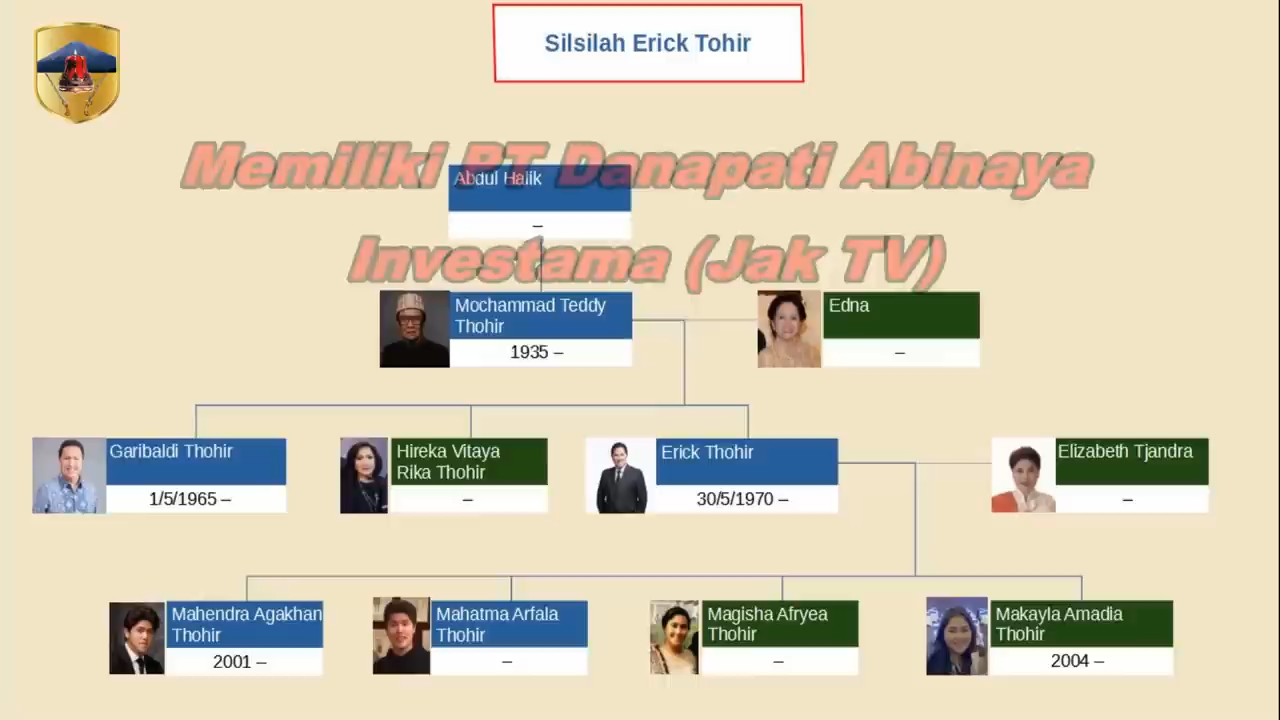 Silsilah Erick Tohir
Memiliki PT Danapati Abinaya
Abdul Halik
–
Investama (Jak TV)
Mochammad Teddy
Thohir
1935 –
Edna
–
Garibaldi Thohir
1/5/1965 –
Hireka Vitaya
Rika Thohir
–
Erick Thohir
30/5/1970 –
Elizabeth Tjandra
–
Mahendra Agakhan
Thohir
2001 –
Mahatma Arfala
Thohir
–
Magisha Afryea
Thohir
–
Makayla Amadia
Thohir
2004 –